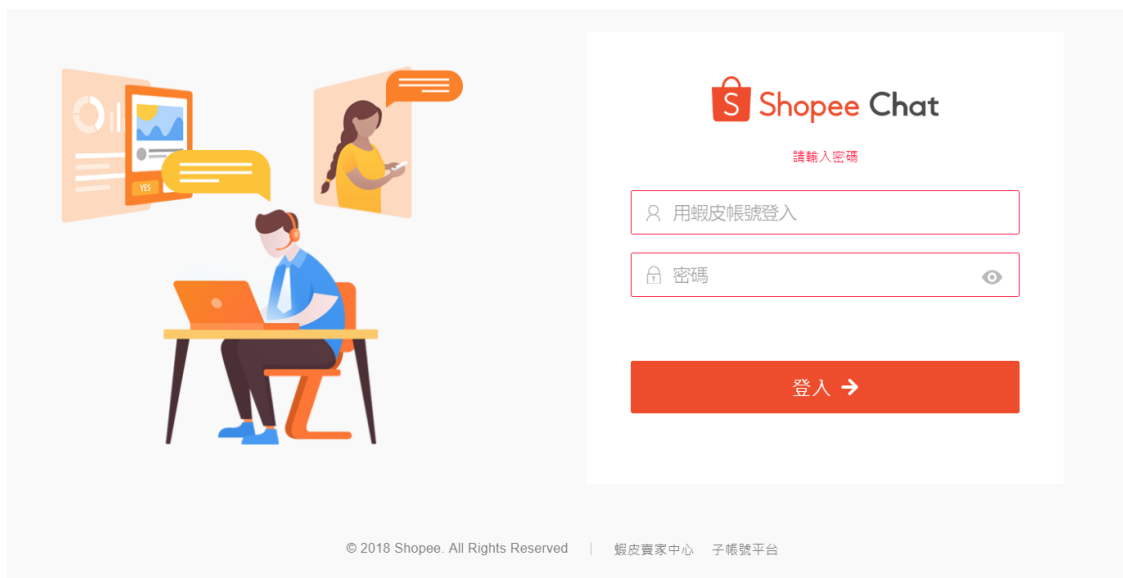 YES
Shopee Chat
請輸入密碼
用蝦皮帳號登入
密碼
登入
© 2018 Shopee. All Rights Reserved | 蝦皮賣家中心 子帳號平台